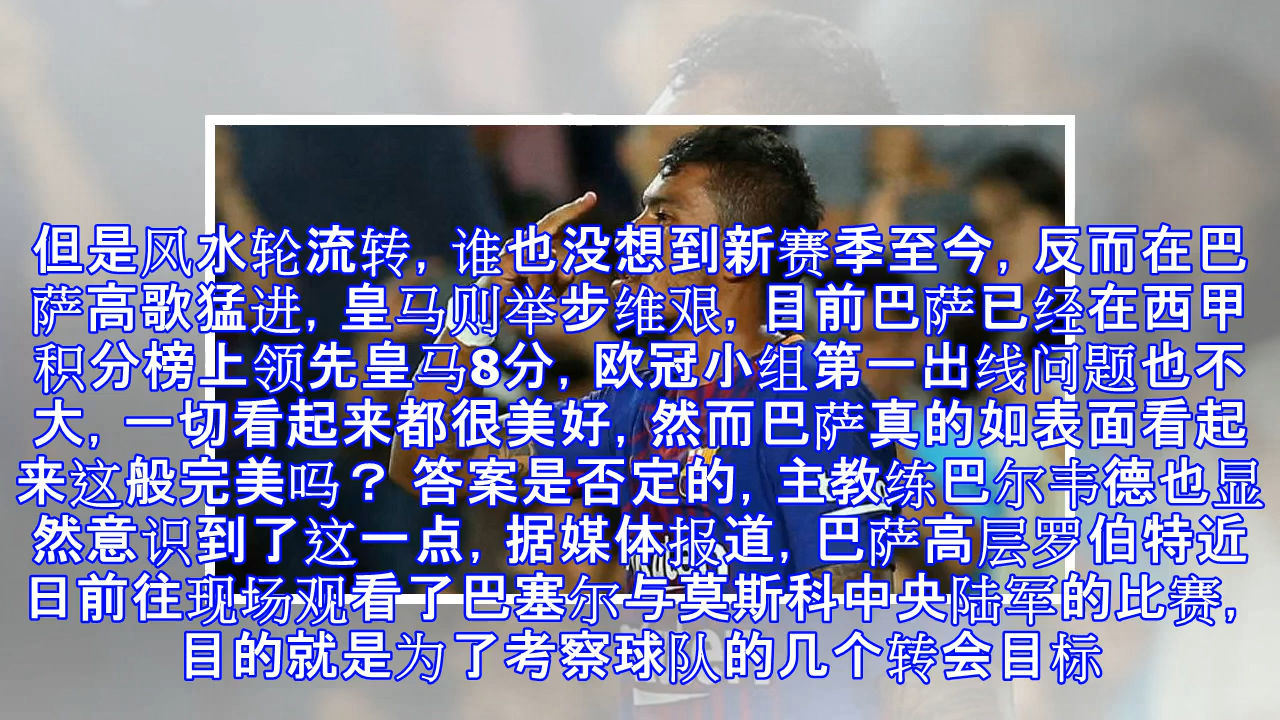 但是风水轮流转, 谁也没想到新赛季至今, 反而在巴
萨高歌猛进, 皇马则举步维艰, 目前巴萨已经在西甲
积分榜上领先皇马8分, 欧冠小组第一出线问题也不
大, 一切看起来都很美好, 然而巴萨真的如表面看起
来这般完美吗? 答案是否定的, 主教练巴尔韦德也显
然意识到了这一点, 据媒体报道, 巴萨高层罗伯特近
日前往现场观看了巴塞尔与莫斯科中央陆军的比赛,
目的就是为了考察球队的几个转会目标